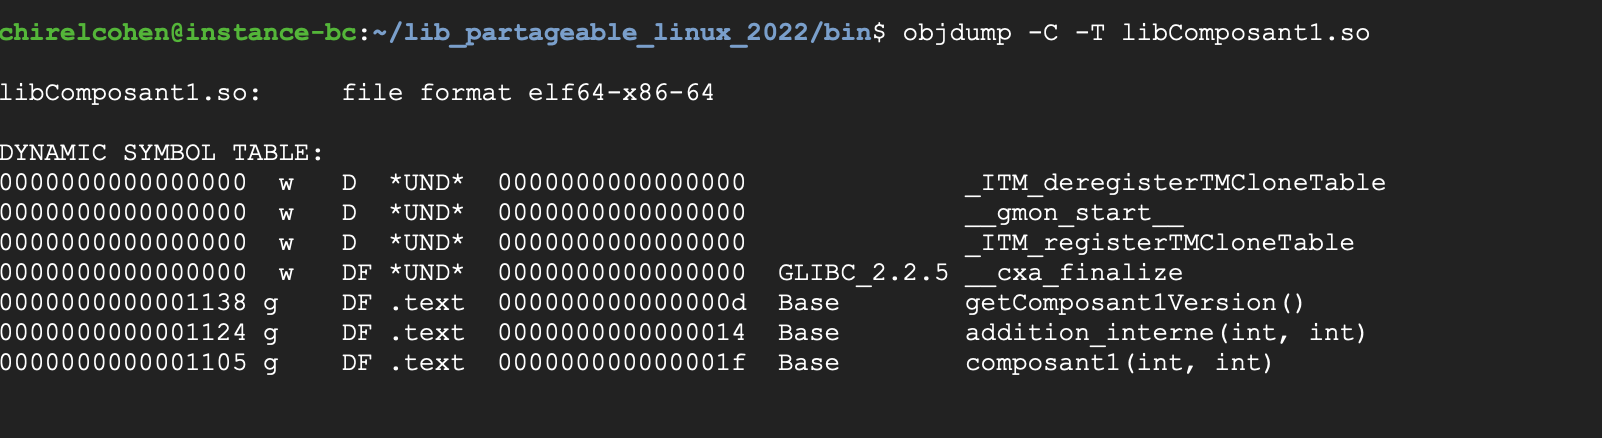 chirelcohen@instance-bc:~/lib_partageable_linux_2022/bin$ objdump -C -T libComposant1.so
libComposant1.so:     file format elf64-x86-64
DYNAMIC SYMBOL TABLE:
0000000000000000  w   D  *UND*  0000000000000000              _ITM_deregisterTMCloneTable
0000000000000000  w   D  *UND*  0000000000000000              __gmon_start__
0000000000000000  w   D  *UND*  0000000000000000              _ITM_registerTMCloneTable
0000000000000000  w   DF *UND*  0000000000000000  GLIBC_2.2.5 __cxa_finalize
0000000000001138 g    DF .text  000000000000000d  Base        getComposant1Version()
0000000000001124 g    DF .text  0000000000000014  Base        addition_interne(int, int)
0000000000001105 g    DF .text  000000000000001f  Base        composant1(int, int)